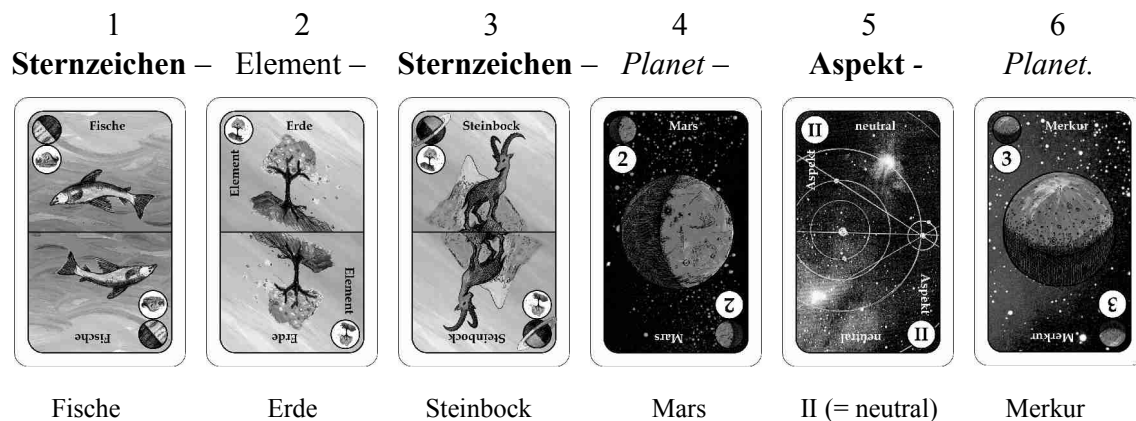 1 2 3 4 5 6
Sternzeichen – Element – Sternzeichen – Planet – Aspekt - Planet.
Fische
Fische
Erde
Element
Element
Erde
Steinbock
Steinbock
Mars
2
2
Mars
II
neutral
Aspekt
Aspekt
neutral
II
Merkur
3
3
Merkur
Fische Erde Steinbock Mars II (= neutral) Merkur